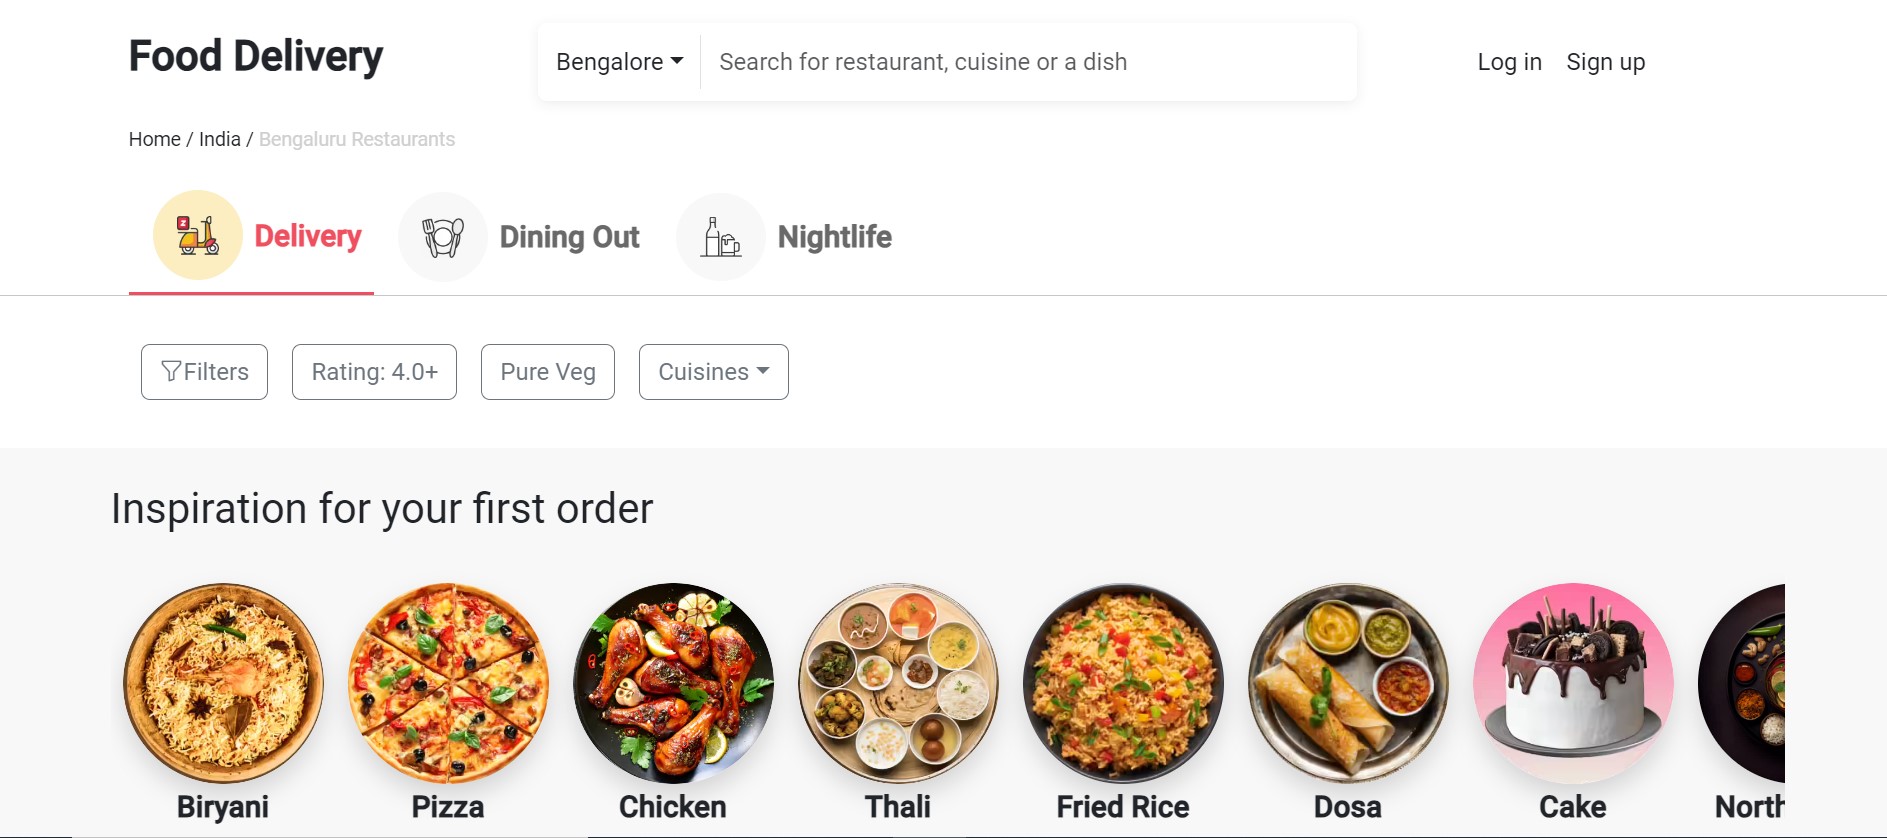 Food Delivery
Bengalore
Search for restaurant, cuisine or a dish
Log in Sign up
Home / India / Bengaluru Restaurants
Delivery Dining Out Nightlife
Filters Rating: 4.0+ Pure Veg Cuisines
Inspiration for your first order
Biryani Pizza Chicken Thali Fried Rice Dosa Cake North